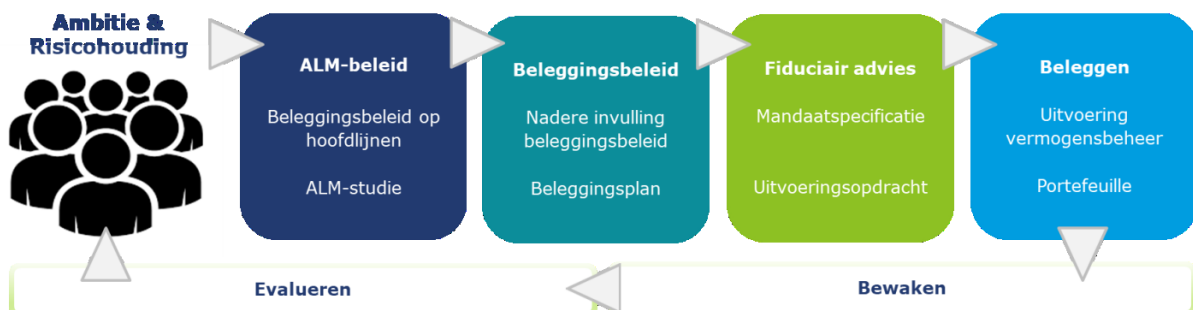 Ambitie &
Risicohouding
ALM-beleid
Beleggingsbeleid op
hoofdlijnen
ALM-studie
Beleggingsbeleid
Nadere invulling
beleggingsbeleid
Beleggingsplan
Fiduciair advies
Mandaatspecificatie
Uitvoeringsopdracht
Beleggen
Uitvoering
vermogensbeheer
Portefeuille
Evalueren
Bewaken